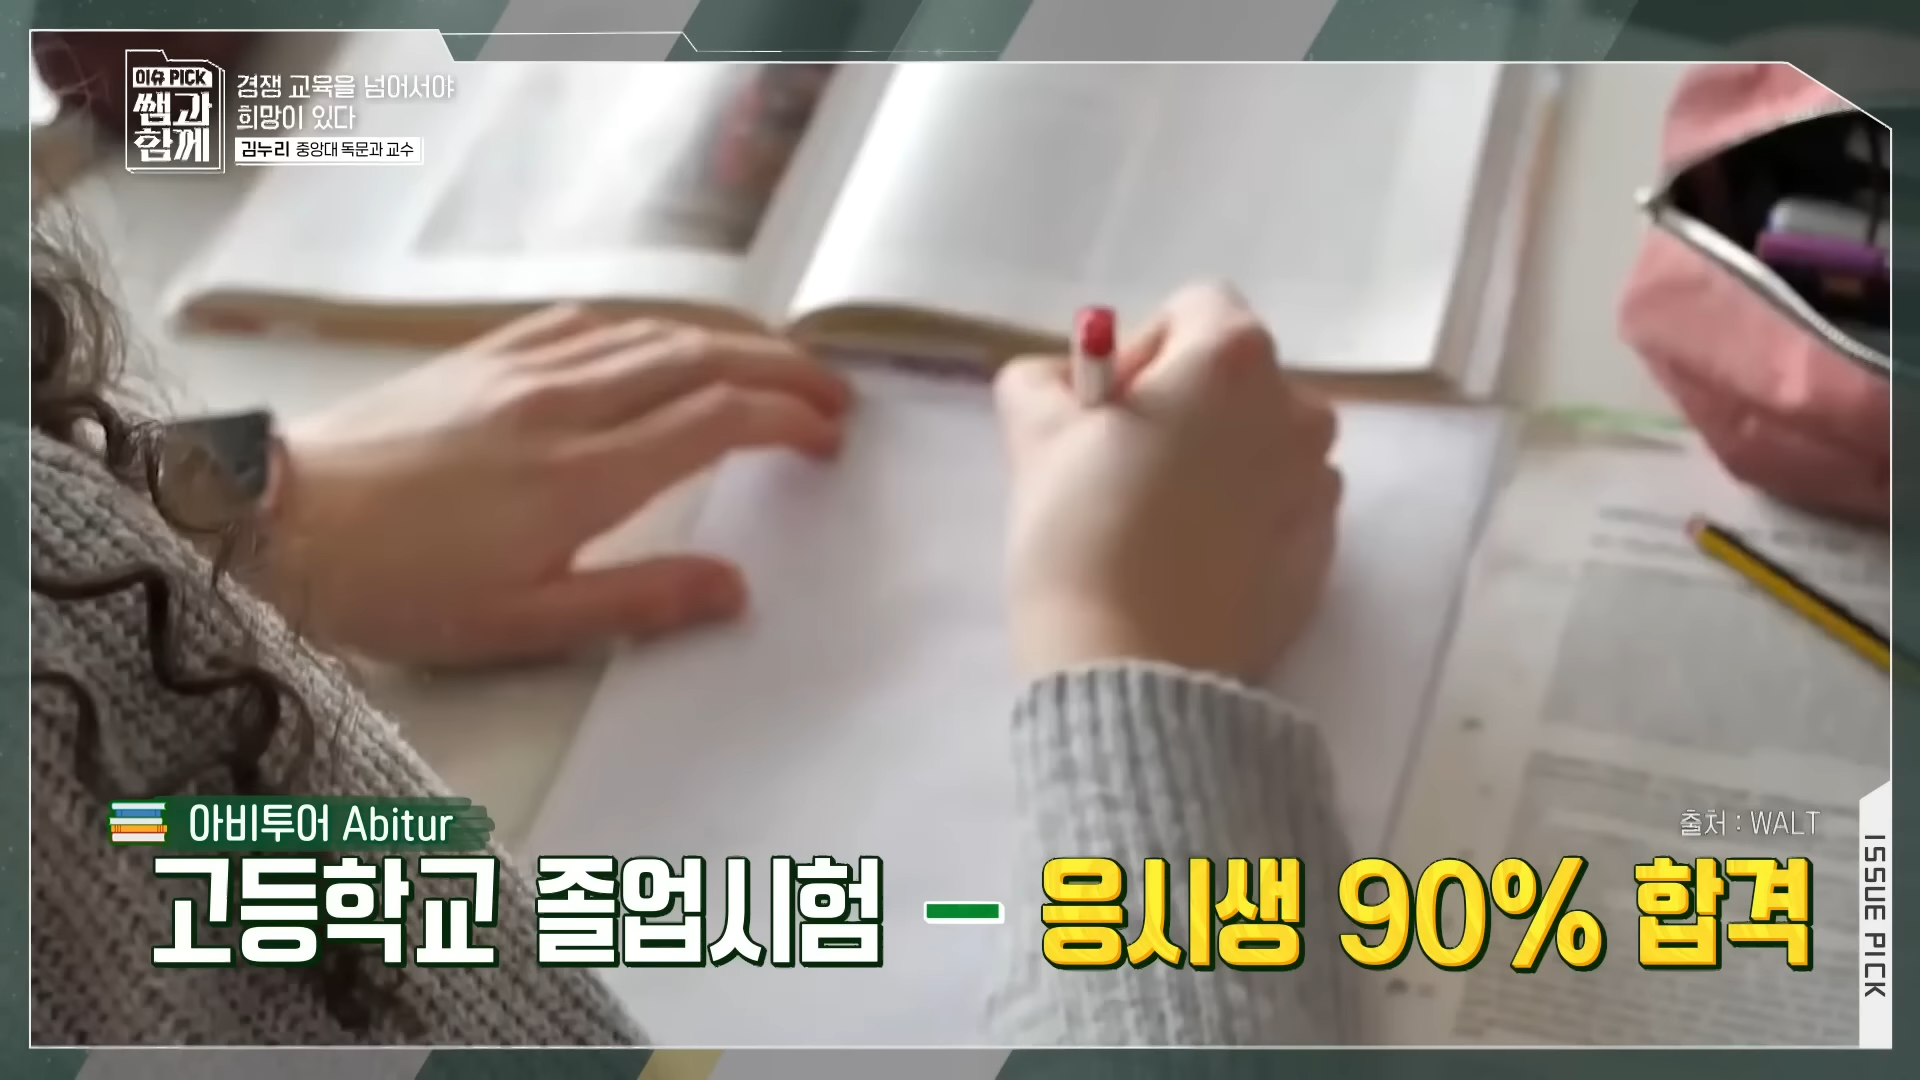 이슈 PICK
쌤과
함께
경쟁 교육을 넘어서야
희망이 있다
김누리 중앙대 독문과 교수
아비투어 Abitur
출처 : WALT
고등학교 졸업시험 - 응시생 90% 합격
ISSUE PICK